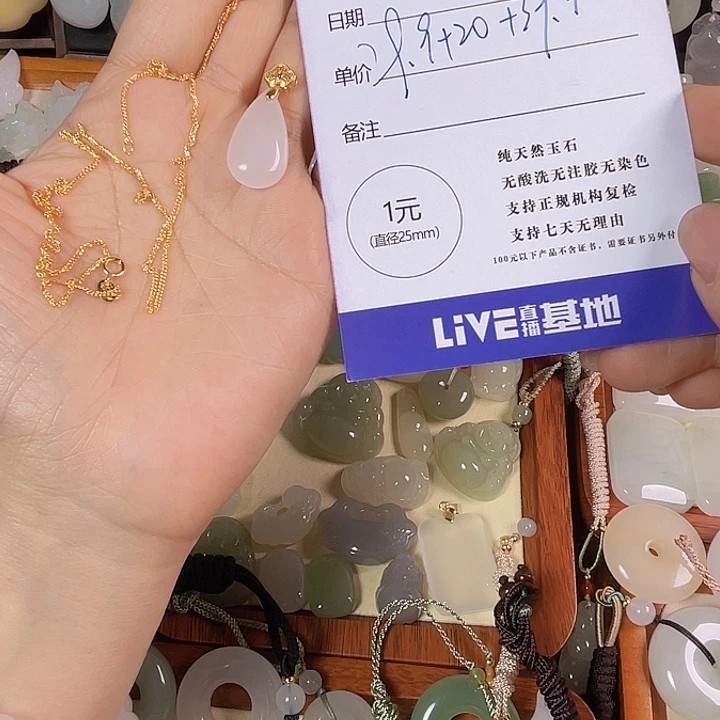 日期
单价
备注
1元
(直径25mm)
纯天然玉石
无酸洗无注胶无染色
支持正规机构复检
支持七天无理由
100元以下产品不含证书，需要证书另外付
LiVE直播基地